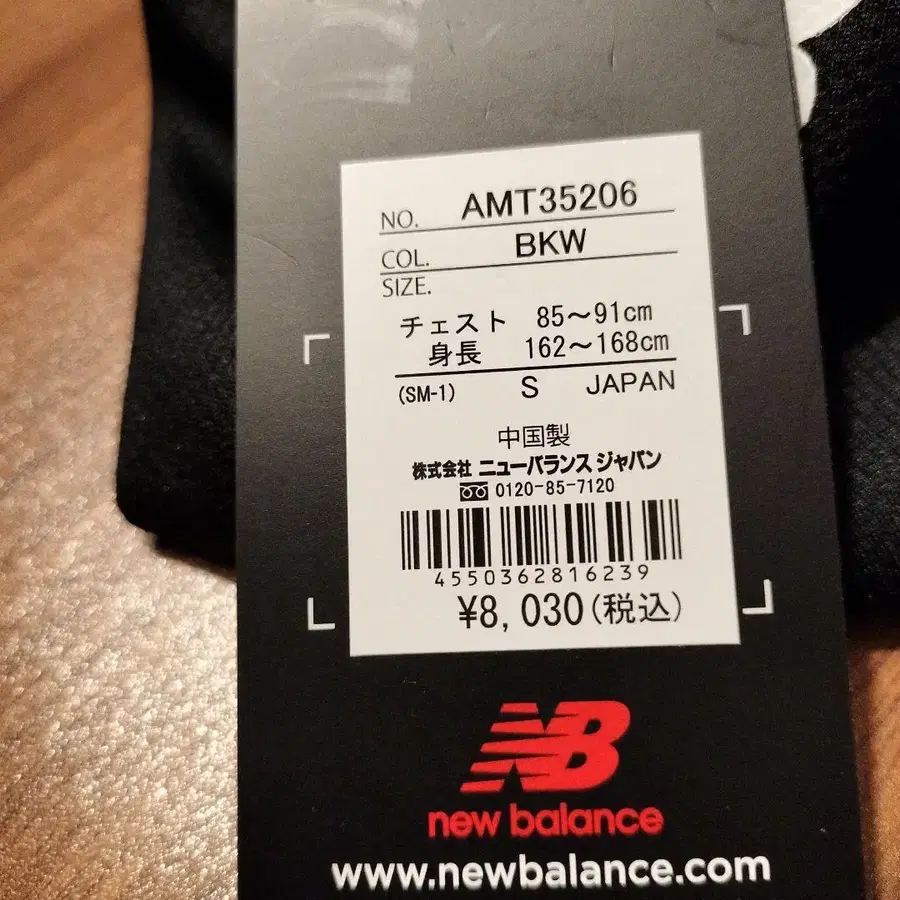 NO. AMT35206
COL. BKW
SIZE.
チェスト 85～91cm
身長 162～168cm
(SM-1) S JAPAN
中国製
株式会社 ニューバランス ジャパン
0120-85-7120
4550362816239
¥8,030(税込)
NB
new balance
www.newbalance.com